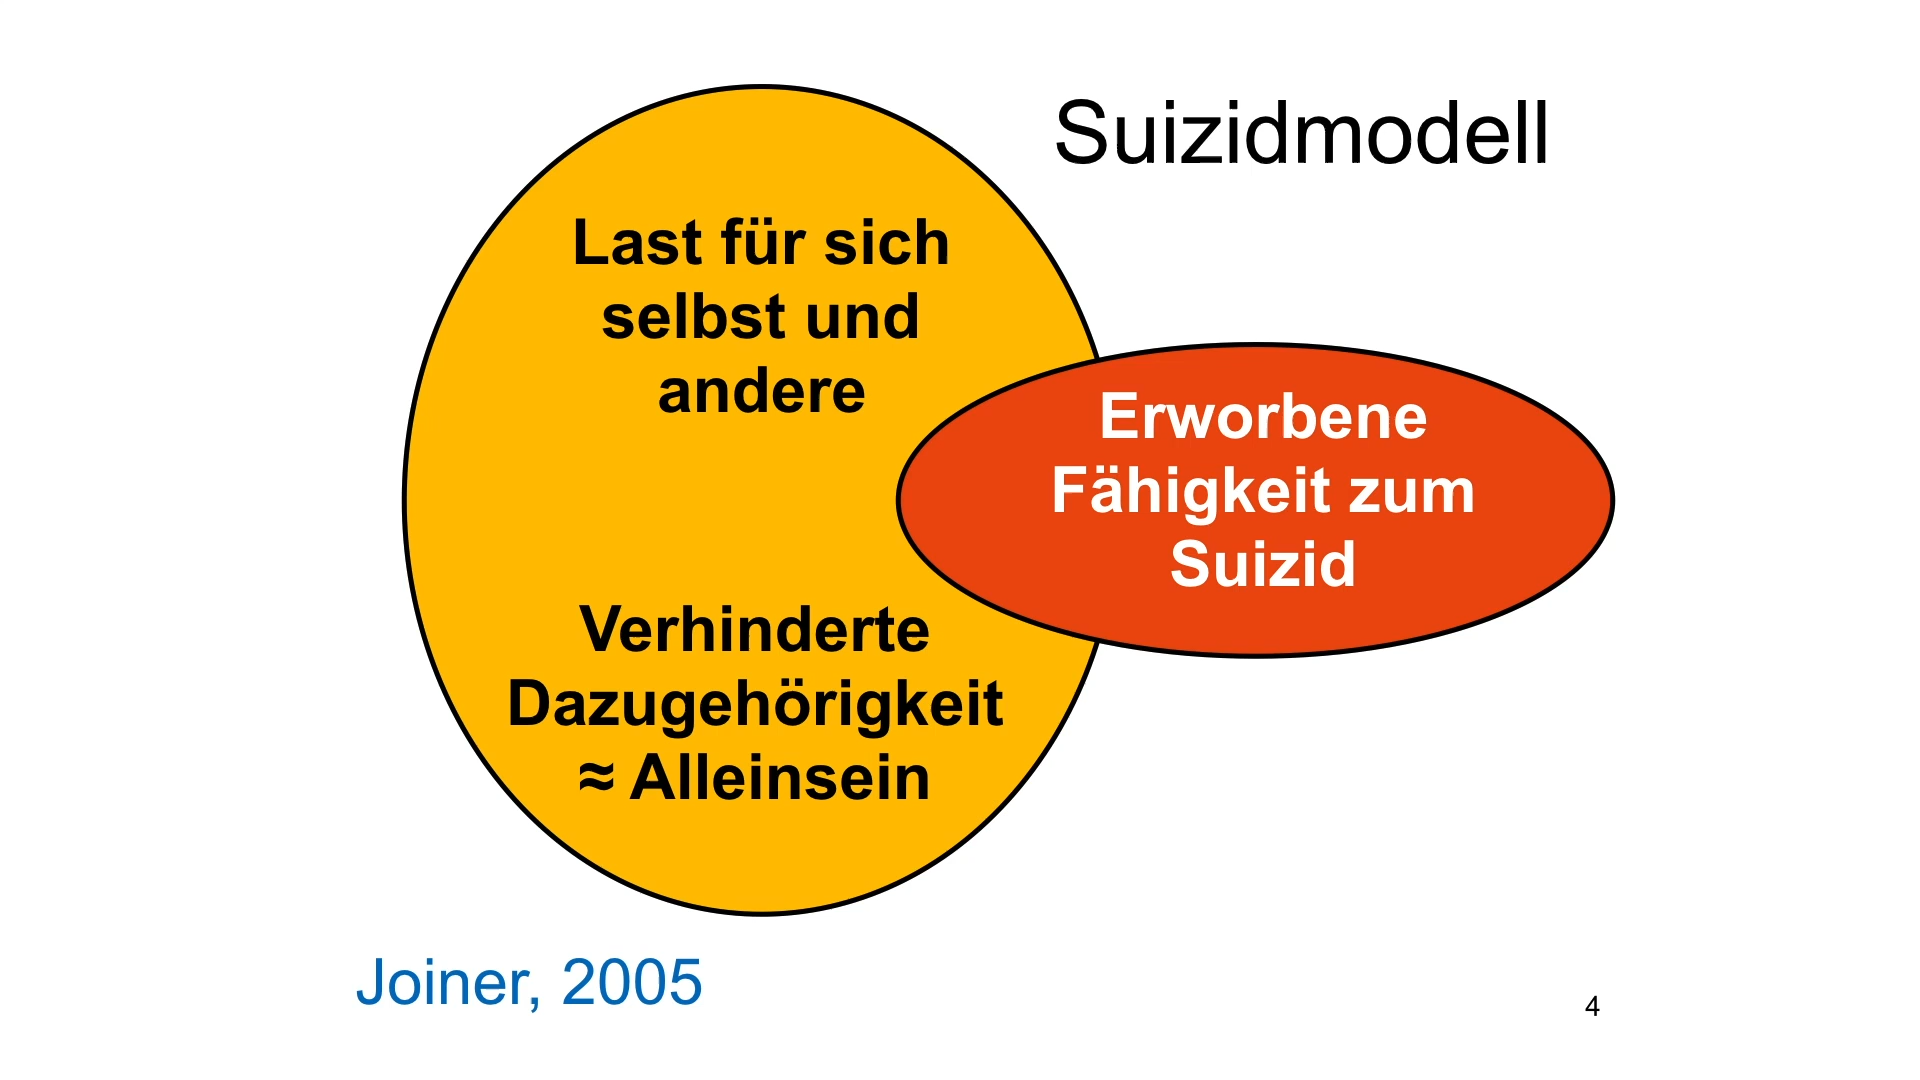 Suizidmodell
Last für sich
selbst und
andere
Erworbene
Fähigkeit zum
Suizid
Verhinderte
Dazugehörigkeit
≈ Alleinsein
Joiner, 2005
4